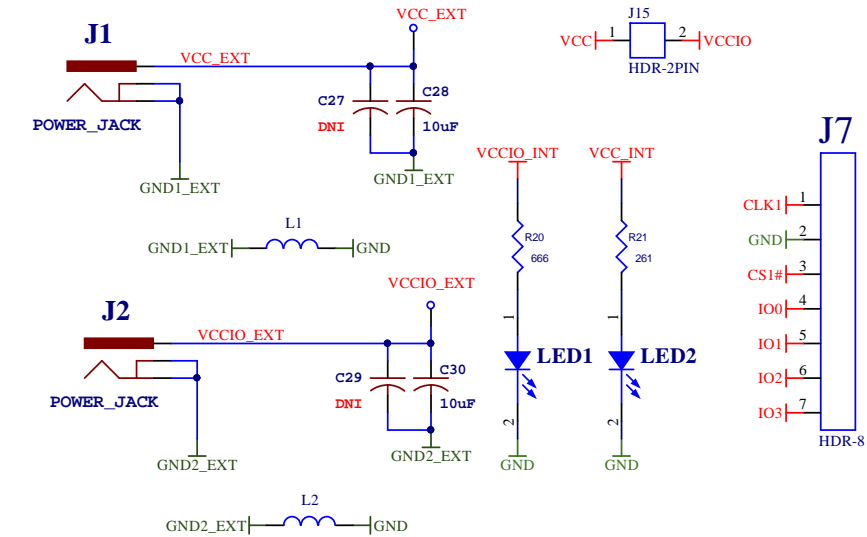 J1
VCC_EXT
VCC_EXT
POWER_JACK
C27
DNI
C28
10uF
GND1_EXT
GND1_EXT
GND1_EXT
L1
GND
J2
VCCIO_EXT
VCCIO_EXT
POWER_JACK
C29
DNI
C30
10uF
GND2_EXT
GND2_EXT
GND2_EXT
L2
GND
VCCIO_INT
R20
666
1
LED1
2
GND
VCC_INT
R21
261
1
LED2
2
GND
J15
VCC
1
2
VCCIO
HDR-2PIN
J7
CLK1
1
GND
2
CS1#
3
IO0
4
IO1
5
IO2
6
IO3
7
HDR-8